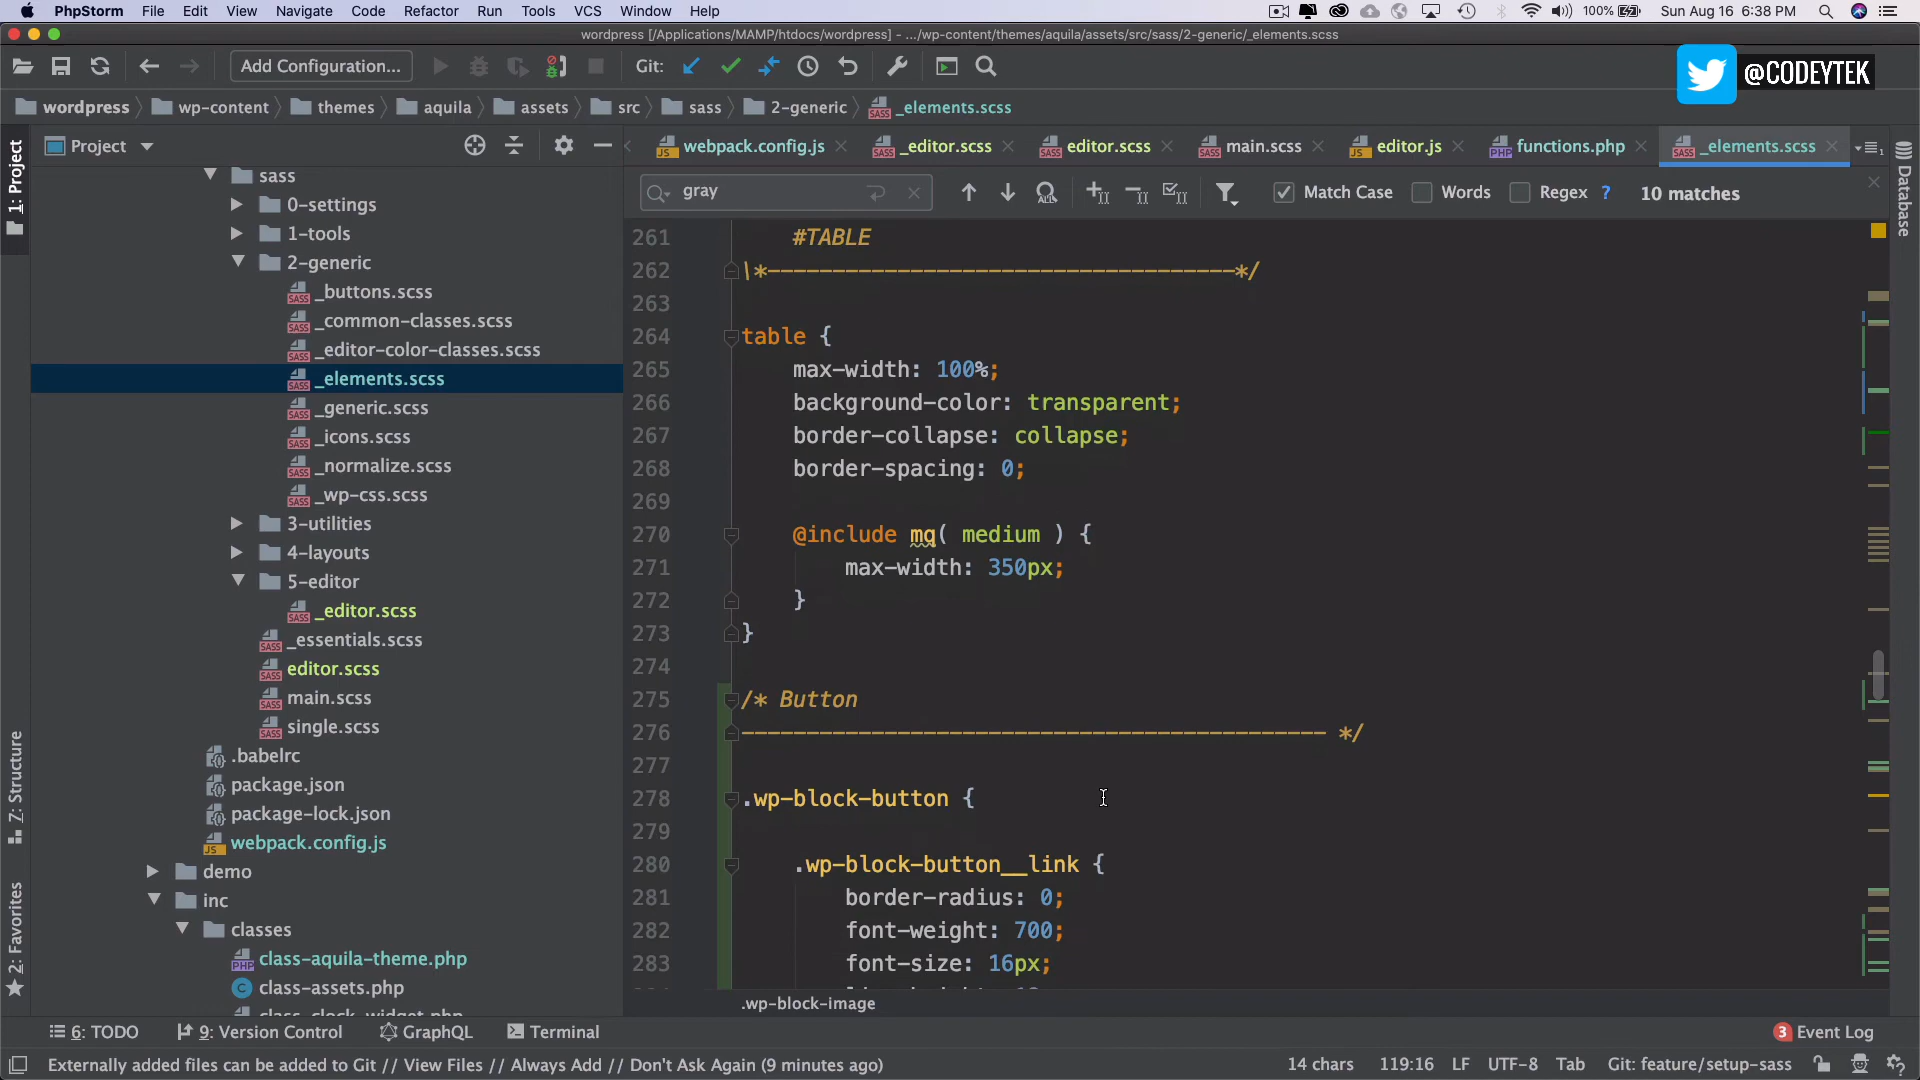 PhpStorm File Edit View Navigate Code Refactor Run Tools VCS Window Help 100% Sun Aug 16 6:38 PM
wordpress [/Applications/MAMP/htdocs/wordpress] - .../wp-content/themes/aquila/assets/src/sass/2-generic/_elements.scss
Add Configuration... Git:
@CODEYTEK
wordpress wp-content themes aquila assets src sass 2-generic _elements.scss
Project
webpack.config.js _editor.scss editor.scss main.scss editor.js functions.php _elements.scss
gray Match Case Words Regex ? 10 matches
1: Project
7: Structure
2: Favorites
Database
sass
0-settings
1-tools
2-generic
_buttons.scss
_common-classes.scss
_editor-color-classes.scss
_elements.scss
_generic.scss
_icons.scss
_normalize.scss
_wp-css.scss
3-utilities
4-layouts
5-editor
_editor.scss
_essentials.scss
editor.scss
main.scss
single.scss
.babelrc
package.json
package-lock.json
webpack.config.js
demo
inc
classes
class-aquila-theme.php
class-assets.php
class-clock_widget.php
261 #TABLE
262 \*--------------------------------------*/
263
264 table {
265 max-width: 100%;
266 background-color: transparent;
267 border-collapse: collapse;
268 border-spacing: 0;
269
270 @include mq( medium ) {
271 max-width: 350px;
272 }
273 }
274
275 /* Button
276 --------------------------------------------- */
277
278 .wp-block-button {
279
280 .wp-block-button__link {
281 border-radius: 0;
282 font-weight: 700;
283 font-size: 16px;
.wp-block-image
6: TODO 9: Version Control GraphQL Terminal 3 Event Log
Externally added files can be added to Git // View Files // Always Add // Don't Ask Again (9 minutes ago) 14 chars 119:16 LF UTF-8 Tab Git: feature/setup-sass